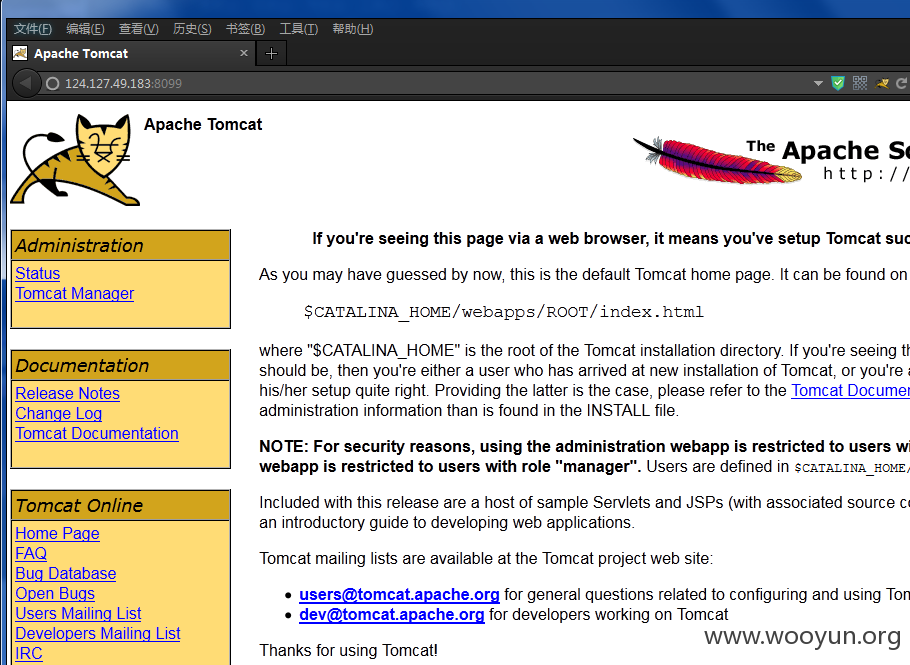 文件(F) 编辑(E) 查看(V) 历史(S) 书签(B) 工具(T) 帮助(H)
Apache Tomcat × +
124.127.49.183:8099
Apache Tomcat
The Apache So
http://
Administration
Status
Tomcat Manager
Documentation
Release Notes
Change Log
Tomcat Documentation
Tomcat Online
Home Page
FAQ
Bug Database
Open Bugs
Users Mailing List
Developers Mailing List
IRC
If you're seeing this page via a web browser, it means you've setup Tomcat suc
As you may have guessed by now, this is the default Tomcat home page. It can be found on
$CATALINA_HOME/webapps/ROOT/index.html
where "$CATALINA_HOME" is the root of the Tomcat installation directory. If you're seeing th
should be, then you're either a user who has arrived at new installation of Tomcat, or you're a
his/her setup quite right. Providing the latter is the case, please refer to the Tomcat Documen
administration information than is found in the INSTALL file.
NOTE: For security reasons, using the administration webapp is restricted to users wi
webapp is restricted to users with role "manager". Users are defined in $CATALINA_HOME/
Included with this release are a host of sample Servlets and JSPs (with associated source co
an introductory guide to developing web applications.
Tomcat mailing lists are available at the Tomcat project web site:
• users@tomcat.apache.org for general questions related to configuring and using Tom
• dev@tomcat.apache.org for developers working on Tomcat
Thanks for using Tomcat!
www.wooyun.org